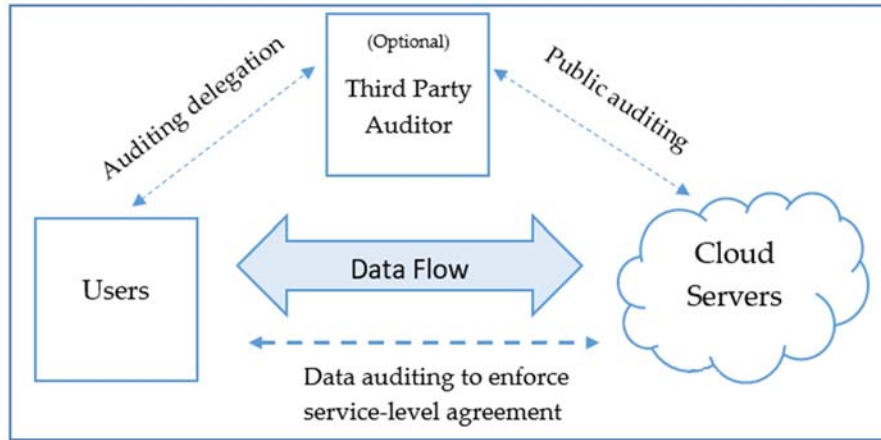 (Optional)
Third Party
Auditor
Auditing delegation
Public auditing
Users
Data Flow
Cloud
Servers
Data auditing to enforce
service-level agreement